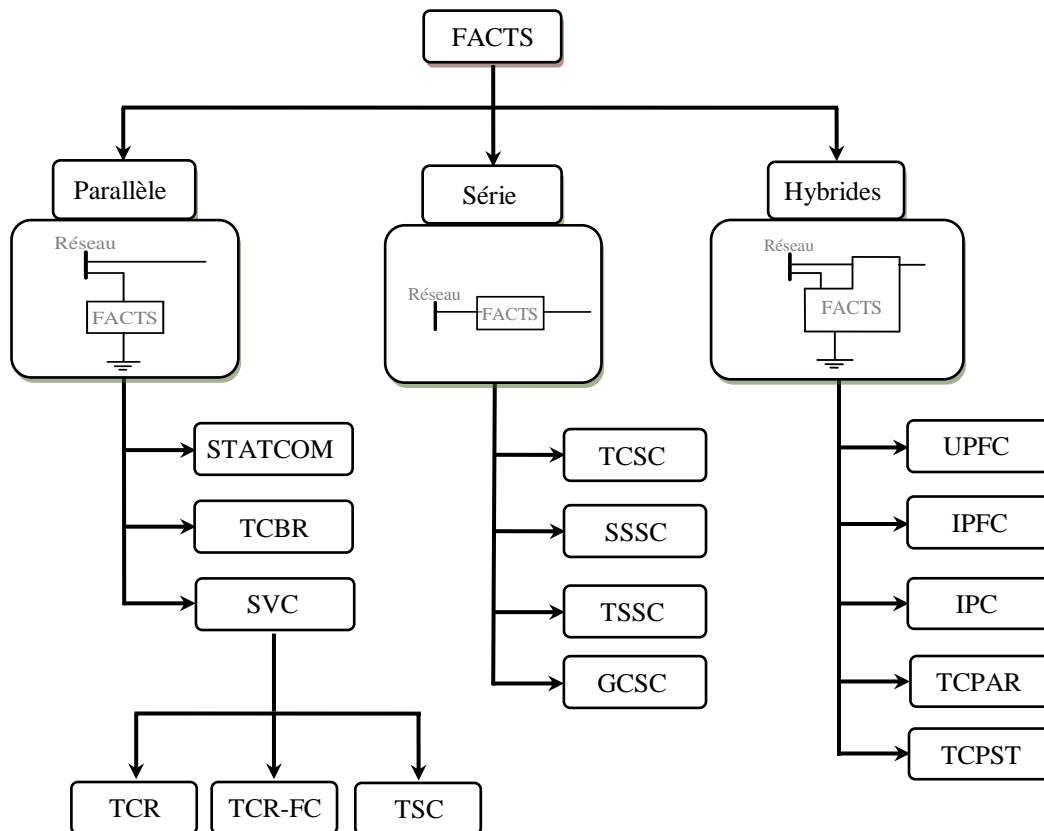 FACTS
Parallèle
Série
Hybrides
Réseau
FACTS
Réseau
FACTS
Réseau
FACTS
STATCOM
TCBR
SVC
TCSC
SSSC
TSSC
GCSC
UPFC
IPFC
IPC
TCPAR
TCPST
TCR
TCR-FC
TSC